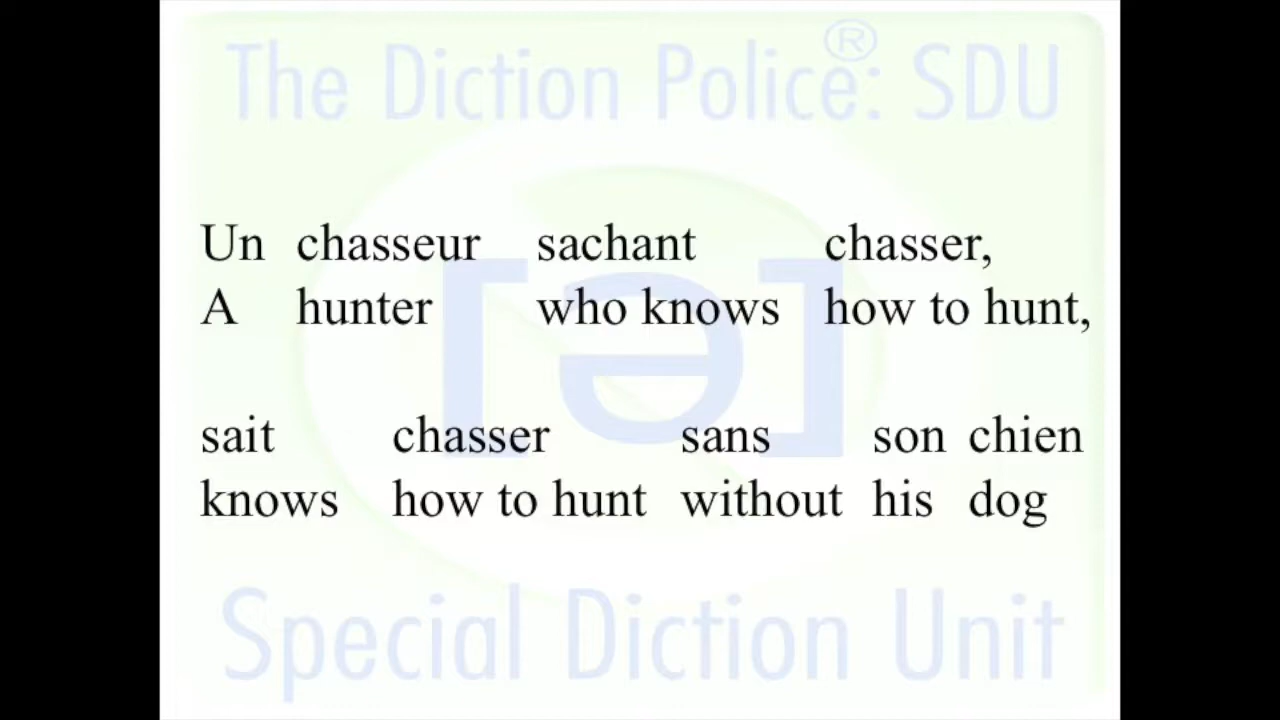 The Diction Police®: SDU
Un chasseur sachant chasser,
A hunter who knows how to hunt,
[ə]
sait chasser sans son chien
knows how to hunt without his dog
Special Diction Unit